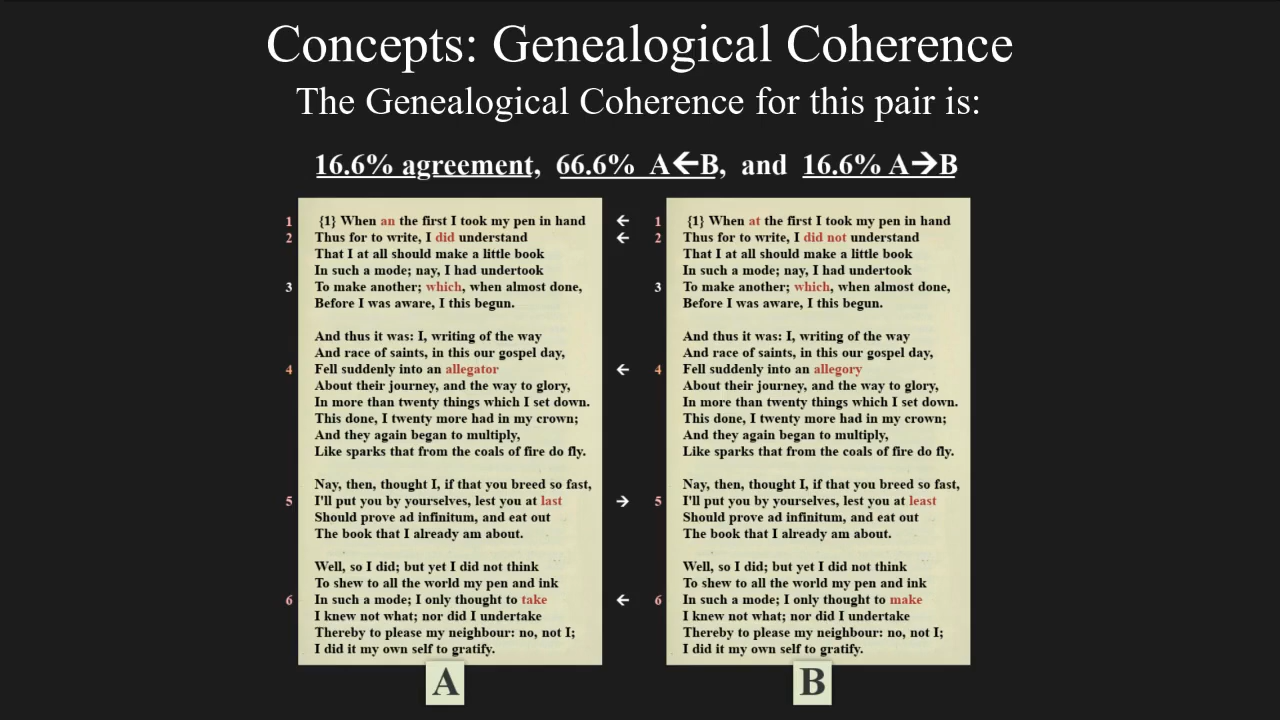 Concepts: Genealogical Coherence
The Genealogical Coherence for this pair is:
16.6% agreement, 66.6% A←B, and 16.6% A→B
1 {1} When an the first I took my pen in hand
2 Thus for to write, I did understand
That I at all should make a little book
In such a mode; nay, I had undertook
3 To make another; which, when almost done,
Before I was aware, I this begun.
And thus it was: I, writing of the way
And race of saints, in this our gospel day,
4 Fell suddenly into an allegator
About their journey, and the way to glory,
In more than twenty things which I set down.
This done, I twenty more had in my crown;
And they again began to multiply,
Like sparks that from the coals of fire do fly.
Nay, then, thought I, if that you breed so fast,
5 I'll put you by yourselves, lest you at last
Should prove ad infinitum, and eat out
The book that I already am about.
Well, so I did; but yet I did not think
To shew to all the world my pen and ink
6 In such a mode; I only thought to take
I knew not what; nor did I undertake
Thereby to please my neighbour: no, not I;
I did it my own self to gratify.
A
←
←
←
→
←
1 {1} When at the first I took my pen in hand
2 Thus for to write, I did not understand
That I at all should make a little book
In such a mode; nay, I had undertook
3 To make another; which, when almost done,
Before I was aware, I this begun.
And thus it was: I, writing of the way
And race of saints, in this our gospel day,
4 Fell suddenly into an allegory
About their journey, and the way to glory,
In more than twenty things which I set down.
This done, I twenty more had in my crown;
And they again began to multiply,
Like sparks that from the coals of fire do fly.
Nay, then, thought I, if that you breed so fast,
5 I'll put you by yourselves, lest you at least
Should prove ad infinitum, and eat out
The book that I already am about.
Well, so I did; but yet I did not think
To shew to all the world my pen and ink
6 In such a mode; I only thought to make
I knew not what; nor did I undertake
Thereby to please my neighbour: no, not I;
I did it my own self to gratify.
B